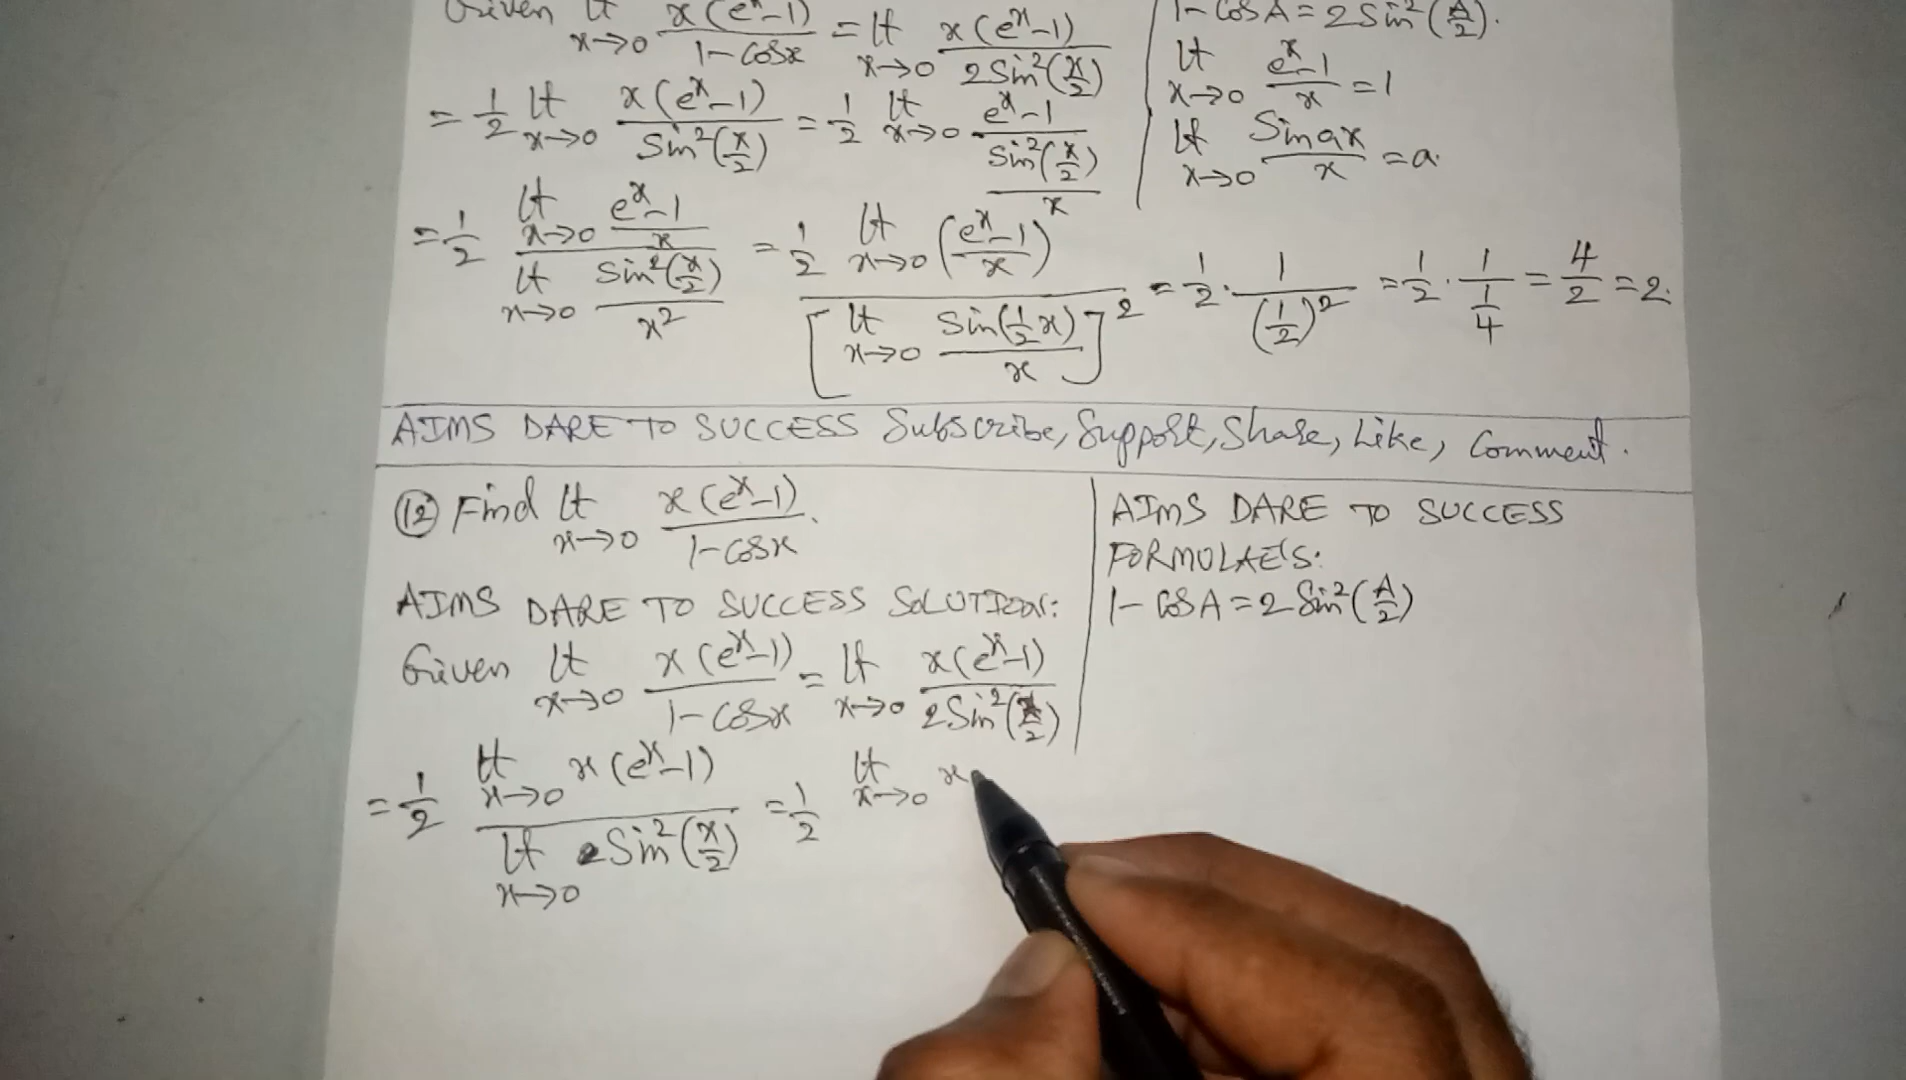 Given lt x→0 x(e^x-1)/1-cosx = lt x→0 x(e^x-1)/2Sin²(x/2)
= 1/2 lt x→0 x(e^x-1)/Sin²(x/2) = 1/2 lt x→0 e^x-1/Sin²(x/2)/x
= 1/2 lt x→0 e^x-1/x / lt x→0 Sin²(x/2)/x² = 1/2 lt x→0 (e^x-1/x) / [lt x→0 Sin(1/2 x)/x]² = 1/2 · 1/(1/2)² = 1/2 · 1/1/4 = 4/2 = 2.
1-CosA = 2Sin²(A/2).
lt x→0 e^x-1/x = 1
lt x→0 Sinax/x = a.
AIMS DARE TO SUCCESS Subscribe, Support, Share, Like, Comment.
(12) Find lt x→0 x(e^x-1)/1-cosx.
AIMS DARE TO SUCCESS SOLUTION:
Given lt x→0 x(e^x-1)/1-Cosx = lt x→0 x(e^x-1)/2Sin²(x/2)
= 1/2 lt x→0 x(e^x-1) / lt x→0 Sin²(x/2) = 1/2 lt x→0 x
AIMS DARE TO SUCCESS
FORMULAE'S:
1-CosA = 2Sin²(A/2)